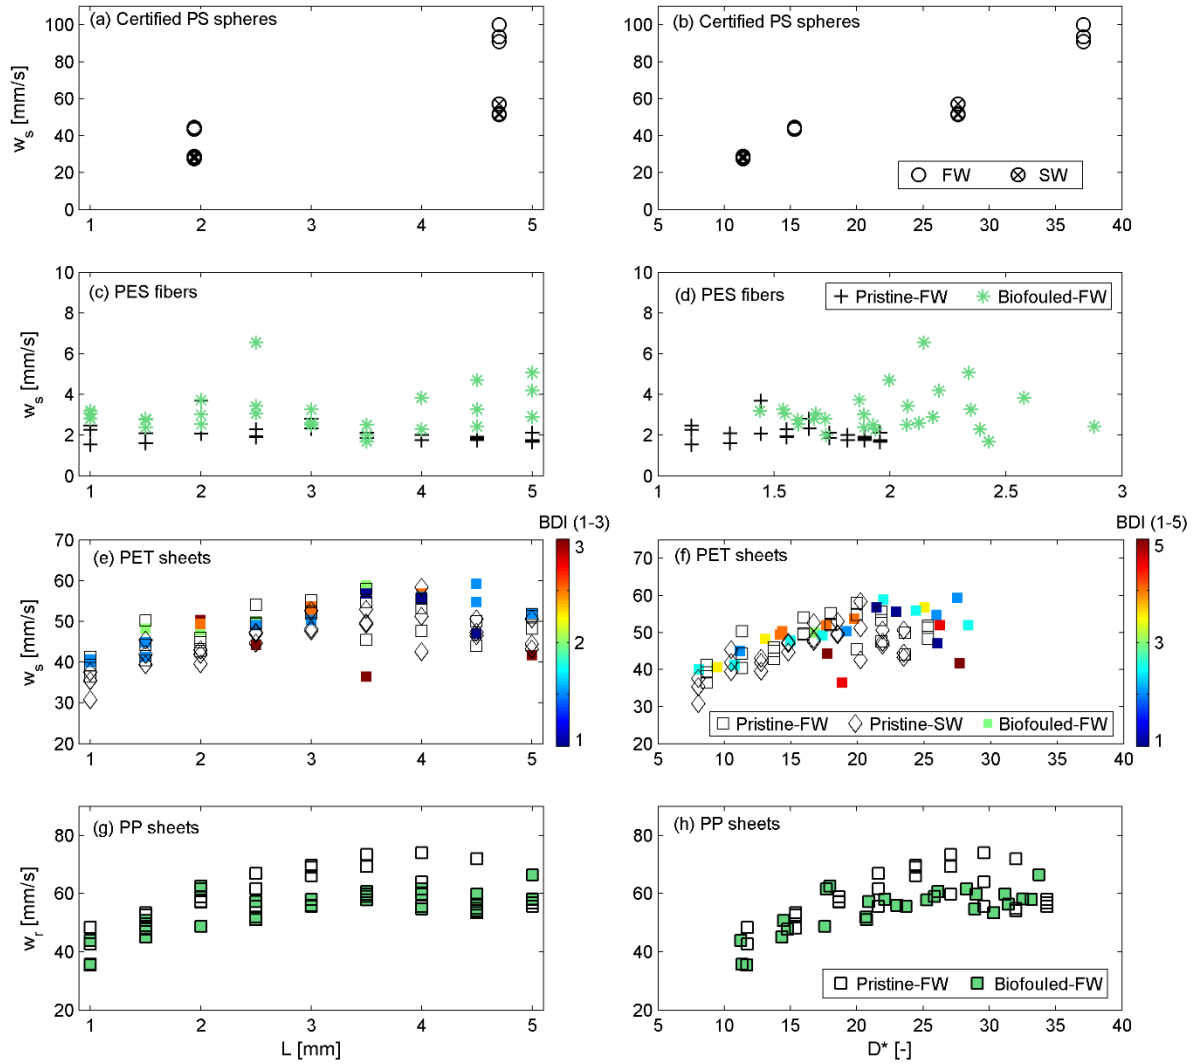 (a) Certified PS spheres
100
80
60
40
20
0
w_s [mm/s]
1 2 3 4 5
(b) Certified PS spheres
100
80
60
40
20
0
FW SW
5 10 15 20 25 30 35 40
(c) PES fibers
10
8
6
4
2
0
w_s [mm/s]
1 2 3 4 5
(d) PES fibers
Pristine-FW Biofouled-FW
10
8
6
4
2
0
1 1.5 2 2.5 3
BDI (1-3)
(e) PET sheets
70
60
50
40
30
20
w_s [mm/s]
1 2 3 4 5
3
2
1
BDI (1-5)
(f) PET sheets
75
70
60
50
40
30
20
Pristine-FW Pristine-SW Biofouled-FW
5 10 15 20 25 30 35 40
5
3
1
(g) PP sheets
80
60
40
20
w_r [mm/s]
1 2 3 4 5
L [mm]
(h) PP sheets
80
60
40
20
Pristine-FW Biofouled-FW
5 10 15 20 25 30 35 40
D* [-]